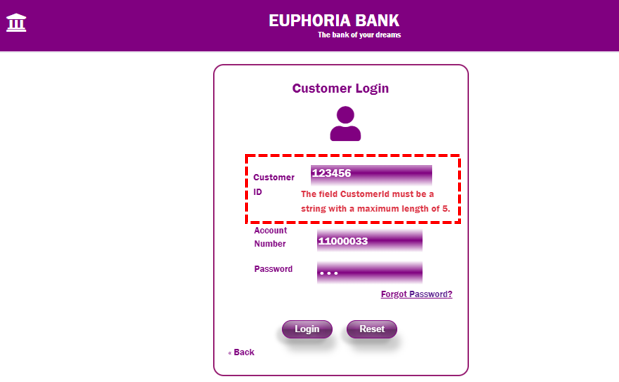 EUPHORIA BANK
The bank of your dreams
Customer Login
Customer
ID
123456
The field CustomerId must be a
string with a maximum length of 5.
Account
Number
11000033
Password
Forgot Password?
Login
Reset
Back